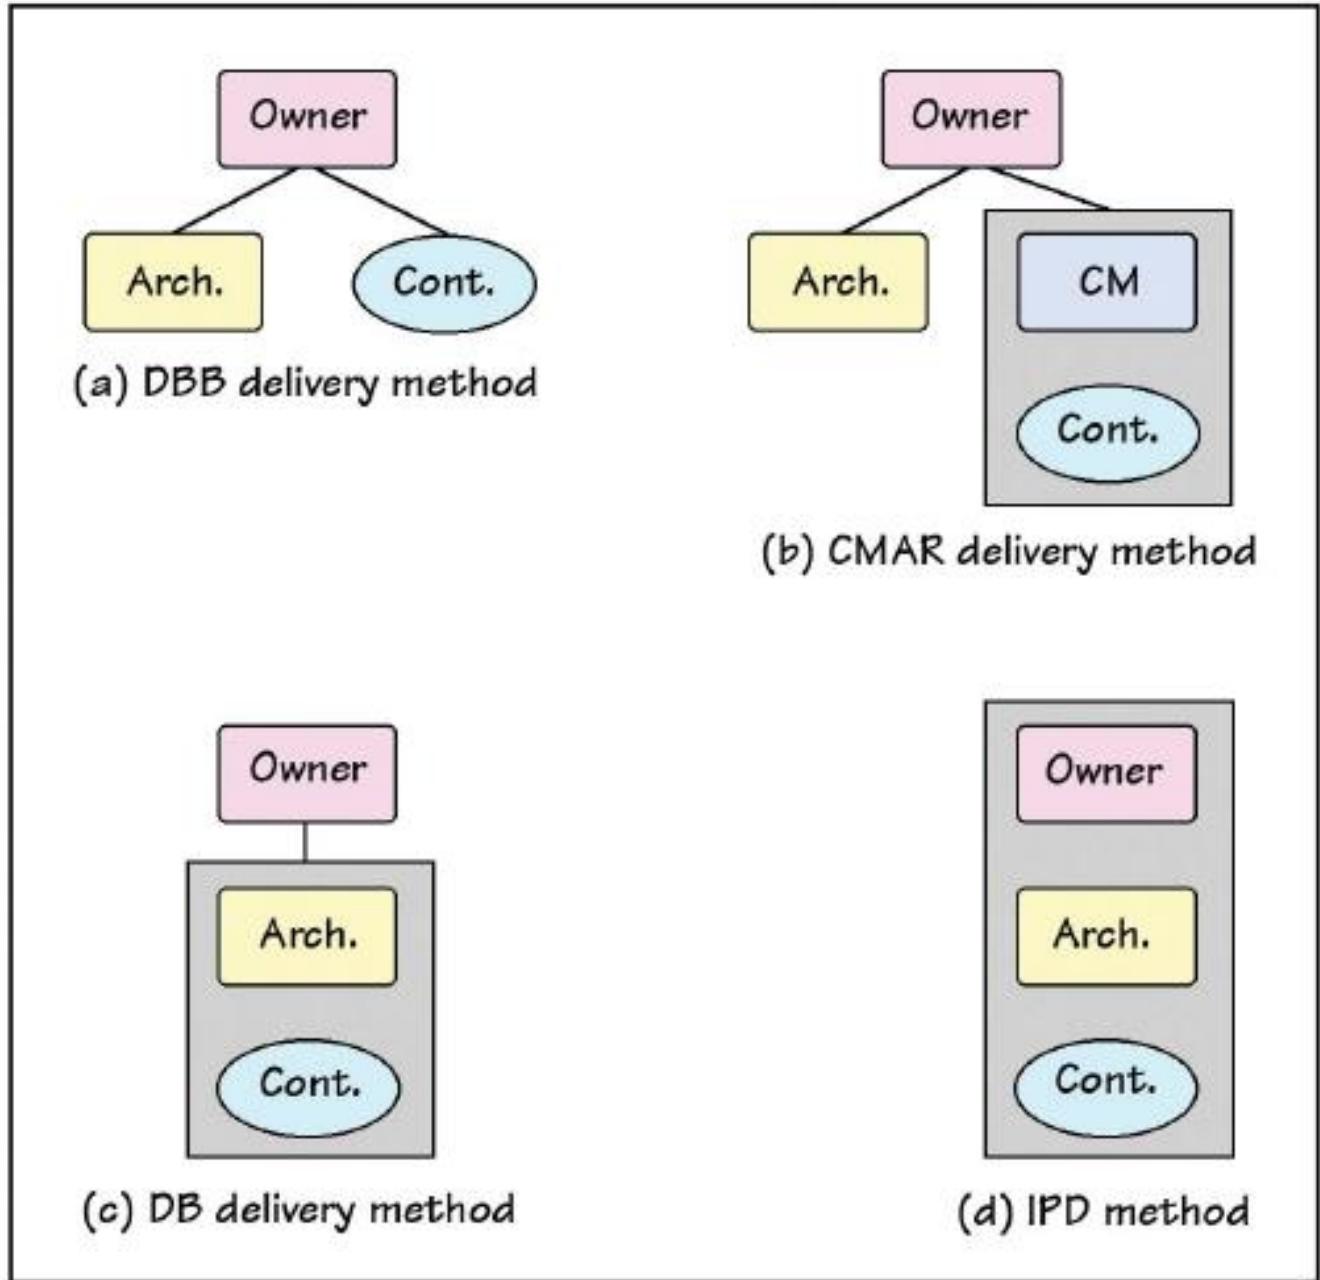 Owner
Arch.
Cont.
(a) DBB delivery method
Owner
Arch.
CM
Cont.
(b) CMAR delivery method
Owner
Arch.
Cont.
(c) DB delivery method
Owner
Arch.
Cont.
(d) IPD method